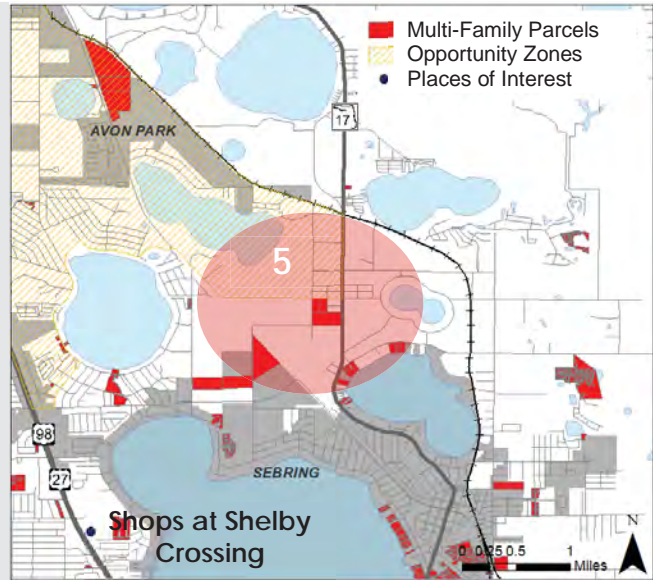 Multi-Family Parcels
Opportunity Zones
Places of Interest
17
AVON PARK
5
98
27
SEBRING
Shops at Shelby
Crossing
N
0 0.25 0.5 1
Miles